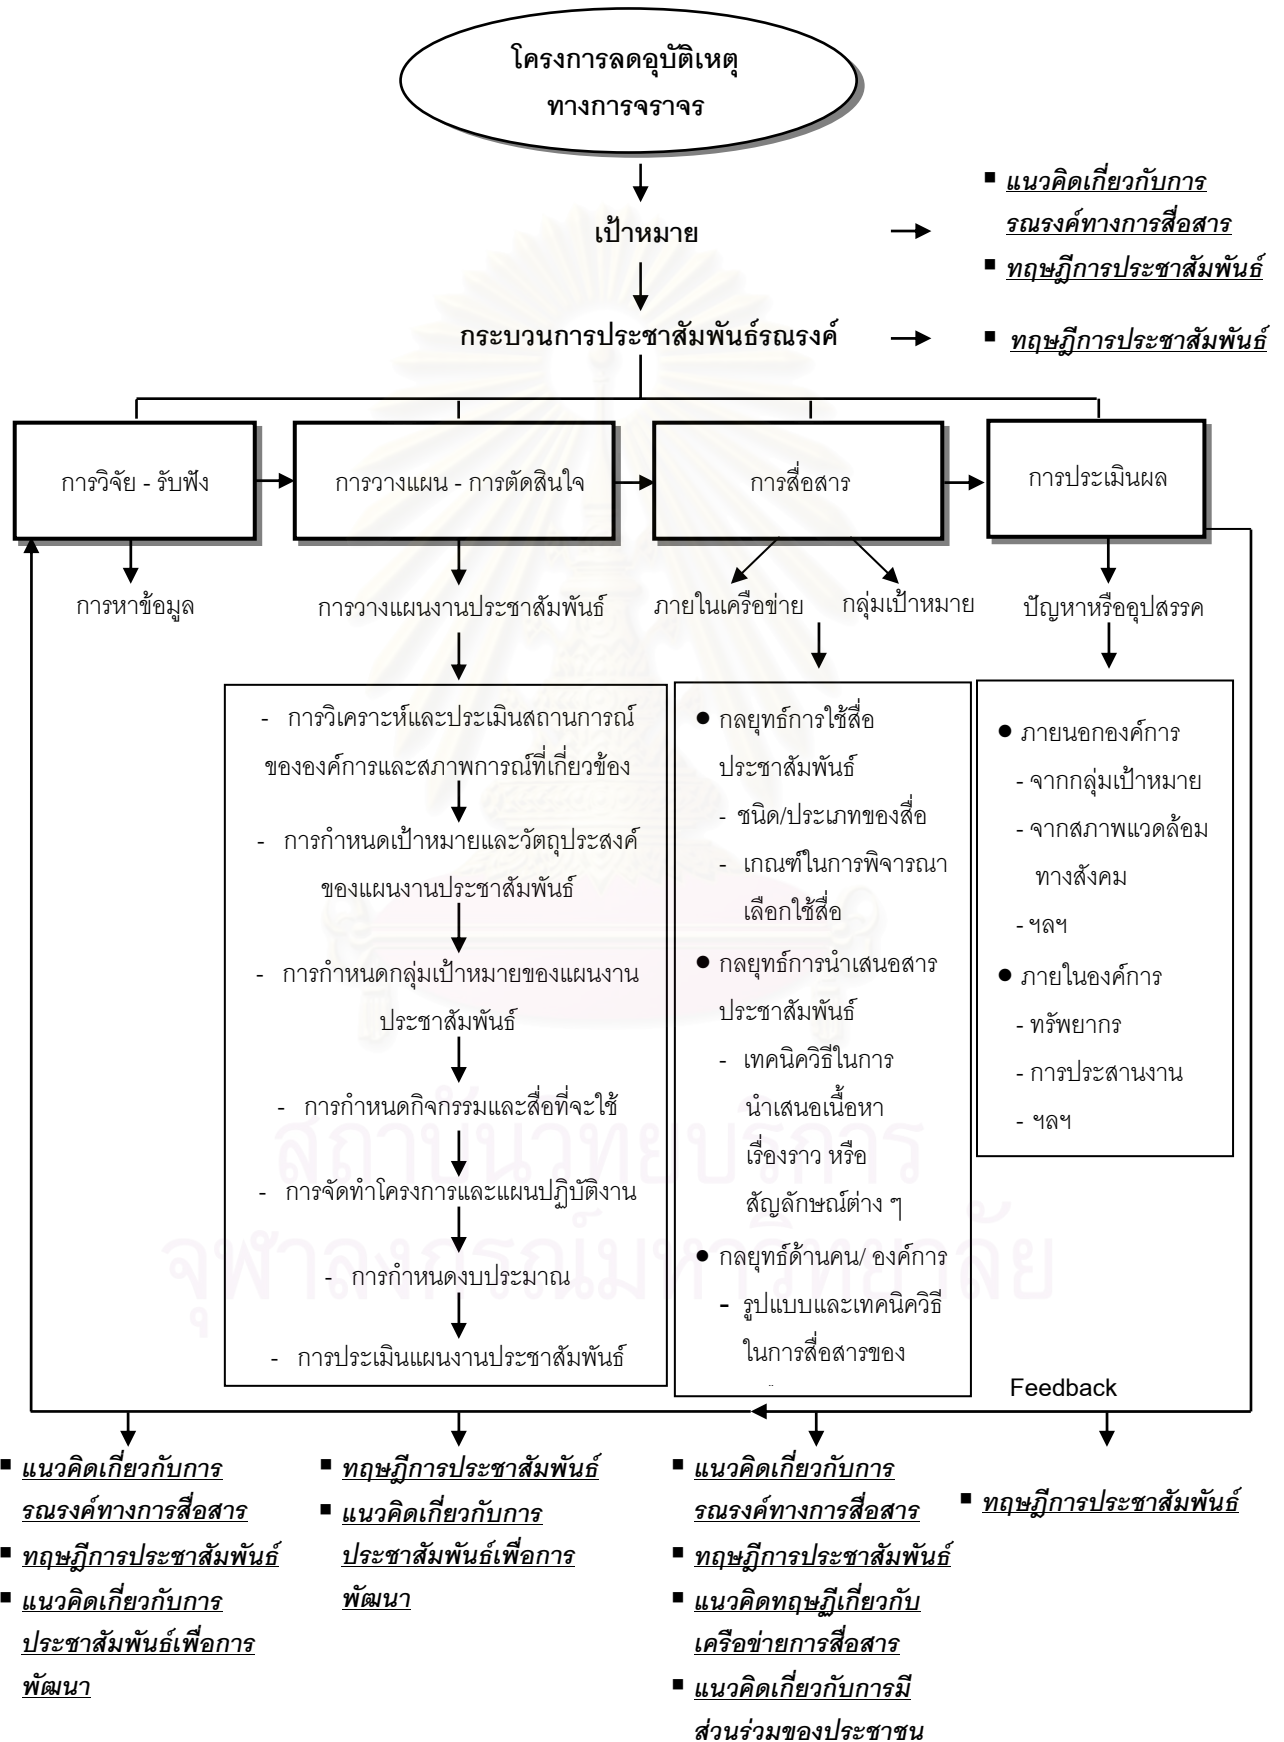 โครงการลดอุบัติเหตุ
ทางการจราจร
เป้าหมาย
■ แนวคิดเกี่ยวกับการ
รณรงค์ทางการสื่อสาร
■ ทฤษฎีการประชาสัมพันธ์
กระบวนการประชาสัมพันธ์รณรงค์
■ ทฤษฎีการประชาสัมพันธ์
การวิจัย - รับฟัง
การวางแผน - การตัดสินใจ
การสื่อสาร
การประเมินผล
การหาข้อมูล
การวางแผนงานประชาสัมพันธ์
ภายในเครือข่าย
กลุ่มเป้าหมาย
ปัญหาหรืออุปสรรค
- การวิเคราะห์และประเมินสถานการณ์
ขององค์การและสภาพการณ์ที่เกี่ยวข้อง
- การกำหนดเป้าหมายและวัตถุประสงค์
ของแผนงานประชาสัมพันธ์
- การกำหนดกลุ่มเป้าหมายของแผนงาน
ประชาสัมพันธ์
- การกำหนดกิจกรรมและสื่อที่จะใช้
- การจัดทำโครงการและแผนปฏิบัติงาน
- การกำหนดงบประมาณ
- การประเมินแผนงานประชาสัมพันธ์
● กลยุทธ์การใช้สื่อ
ประชาสัมพันธ์
- ชนิด/ประเภทของสื่อ
- เกณฑ์ในการพิจารณา
เลือกใช้สื่อ
● กลยุทธ์การนำเสนอสาร
ประชาสัมพันธ์
- เทคนิควิธีในการ
นำเสนอเนื้อหา
เรื่องราว หรือ
สัญลักษณ์ต่าง ๆ
● กลยุทธ์ด้านคน/ องค์การ
- รูปแบบและเทคนิควิธี
ในการสื่อสารของ
● ภายนอกองค์การ
- จากกลุ่มเป้าหมาย
- จากสภาพแวดล้อม
ทางสังคม
- ฯลฯ
● ภายในองค์การ
- ทรัพยากร
- การประสานงาน
- ฯลฯ
สถาบันวิทยบริการ
จุฬาลงกรณ์มหาวิทยาลัย
Feedback
■ แนวคิดเกี่ยวกับการ
รณรงค์ทางการสื่อสาร
■ ทฤษฎีการประชาสัมพันธ์
■ แนวคิดเกี่ยวกับการ
ประชาสัมพันธ์เพื่อการ
พัฒนา
■ ทฤษฎีการประชาสัมพันธ์
■ แนวคิดเกี่ยวกับการ
ประชาสัมพันธ์เพื่อการ
พัฒนา
■ แนวคิดเกี่ยวกับการ
รณรงค์ทางการสื่อสาร
■ ทฤษฎีการประชาสัมพันธ์
■ แนวคิดทฤษฏีเกี่ยวกับ
เครือข่ายการสื่อสาร
■ แนวคิดเกี่ยวกับการมี
ส่วนร่วมของประชาชน
■ ทฤษฎีการประชาสัมพันธ์